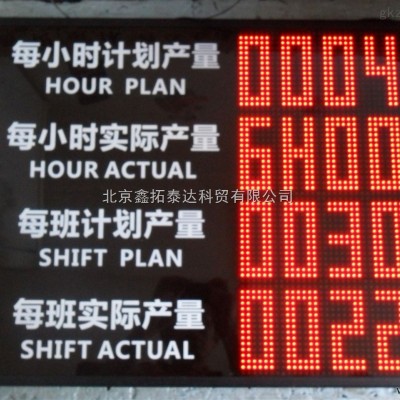 每小时计划产量 0004
HOUR PLAN
每小时实际产量 6H00
HOUR ACTUAL
北京鑫拓泰达科贸有限公司
每班计划产量 0030
SHIFT PLAN
每班实际产量 0022
SHIFT ACTUAL